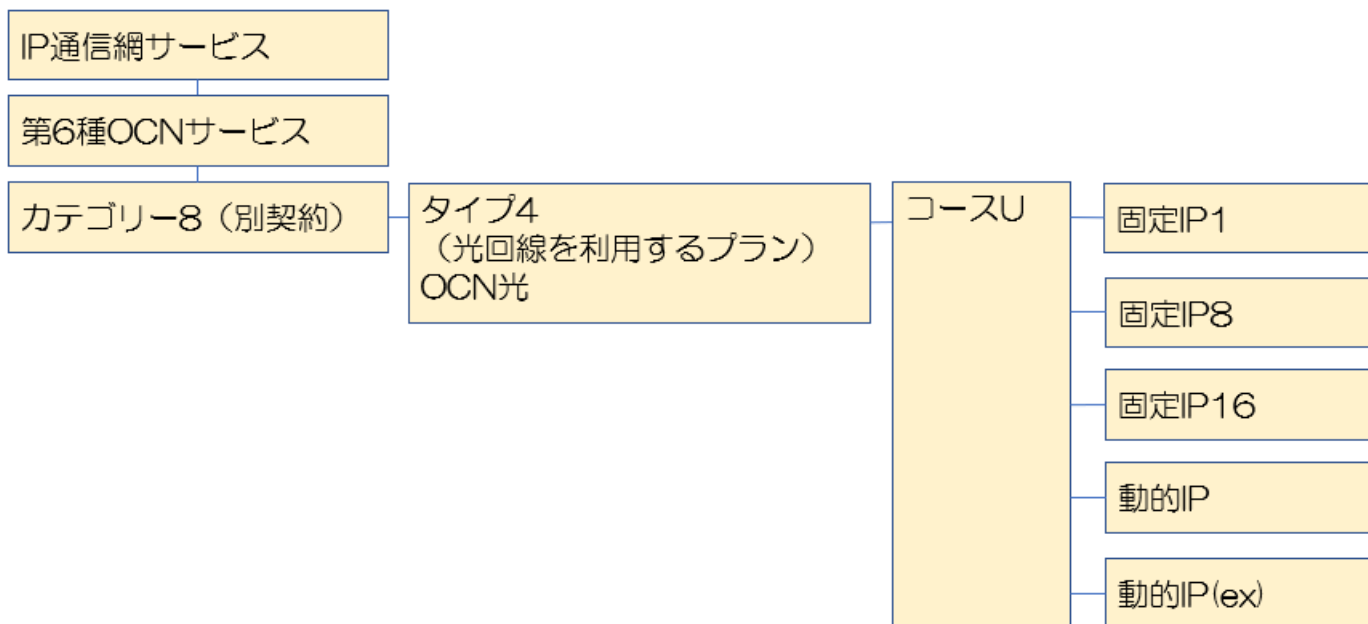 IP通信網サービス
第6種OCNサービス
カテゴリー8（別契約）
タイプ4
（光回線を利用するプラン）
OCN光
コースU
固定IP1
固定IP8
固定IP16
動的IP
動的IP(ex)